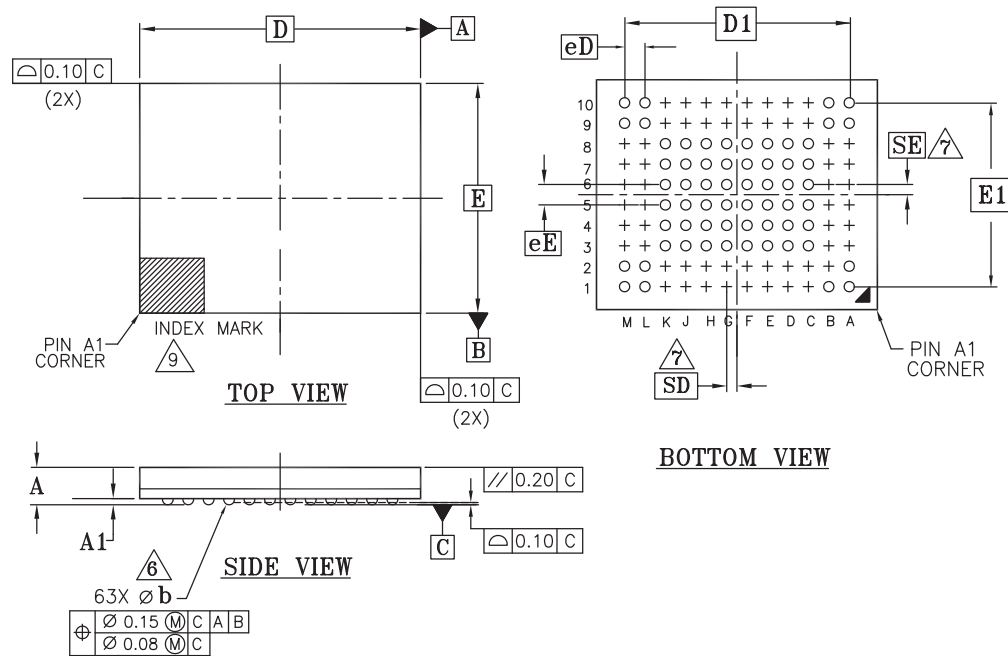 D
A
⌓ 0.10 C
(2X)
E
INDEX MARK
PIN A1
CORNER
9
B
⌓ 0.10 C
(2X)
TOP VIEW
D1
eD
10
9
8
7
6
5
4
3
2
1
SE 7
E1
eE
M L K J H G F E D C B A
7
SD
PIN A1
CORNER
BOTTOM VIEW
A
A1
// 0.20 C
C
⌓ 0.10 C
6
SIDE VIEW
63X Ø b
⌖ Ø 0.15 Ⓜ C A B
Ø 0.08 Ⓜ C